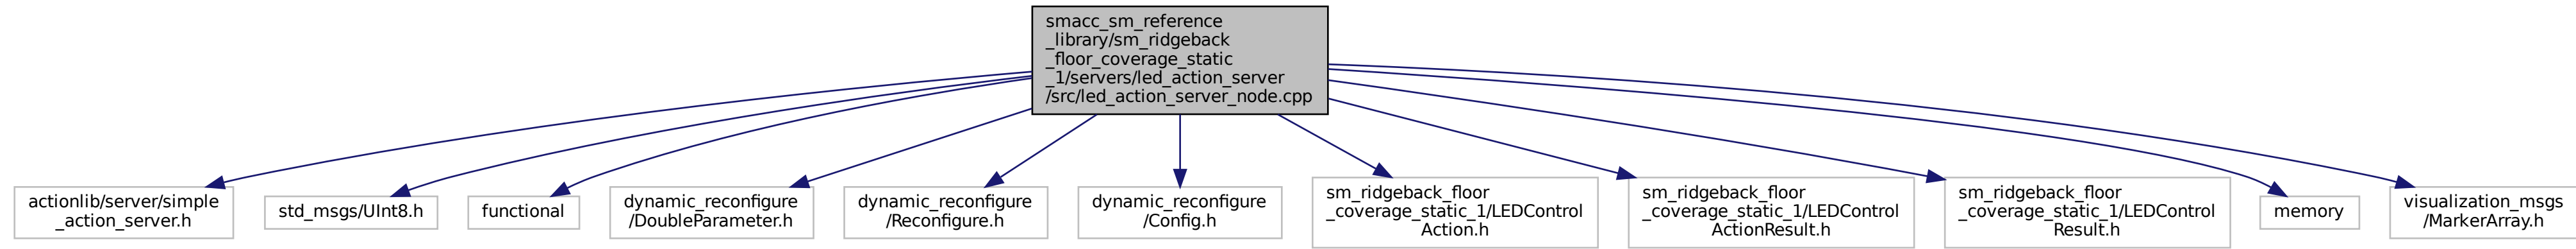 smacc_sm_reference
_library/sm_ridgeback
_floor_coverage_static
_1/servers/led_action_server
/src/led_action_server_node.cpp
actionlib/server/simple
_action_server.h
std_msgs/UInt8.h
functional
dynamic_reconfigure
/DoubleParameter.h
dynamic_reconfigure
/Reconfigure.h
dynamic_reconfigure
/Config.h
sm_ridgeback_floor
_coverage_static_1/LEDControl
Action.h
sm_ridgeback_floor
_coverage_static_1/LEDControl
ActionResult.h
sm_ridgeback_floor
_coverage_static_1/LEDControl
Result.h
memory
visualization_msgs
/MarkerArray.h